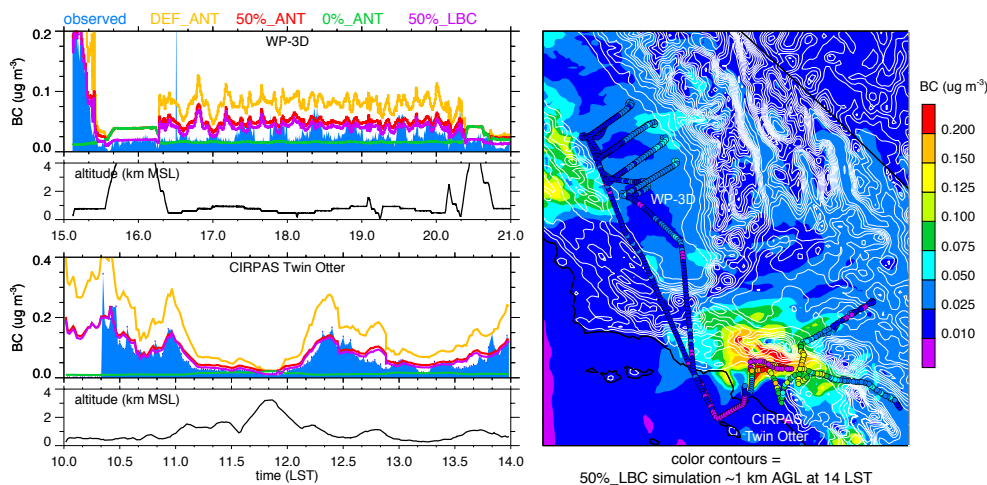 observed DEF_ANT 50%_ANT 0%_ANT 50%_LBC
WP-3D
0.2
0.1
0.0
BC (ug m-3)
altitude (km MSL)
4
2
0
15.0 16.0 17.0 18.0 19.0 20.0 21.0
CIRPAS Twin Otter
0.4
0.2
0.0
BC (ug m-3)
altitude (km MSL)
4
2
0
10.0 10.5 11.0 11.5 12.0 12.5 13.0 13.5 14.0
time (LST)
WP-3D
CIRPAS
Twin Otter
color contours =
50%_LBC simulation ~1 km AGL at 14 LST
BC (ug m-3)
0.200
0.150
0.125
0.100
0.075
0.050
0.025
0.010